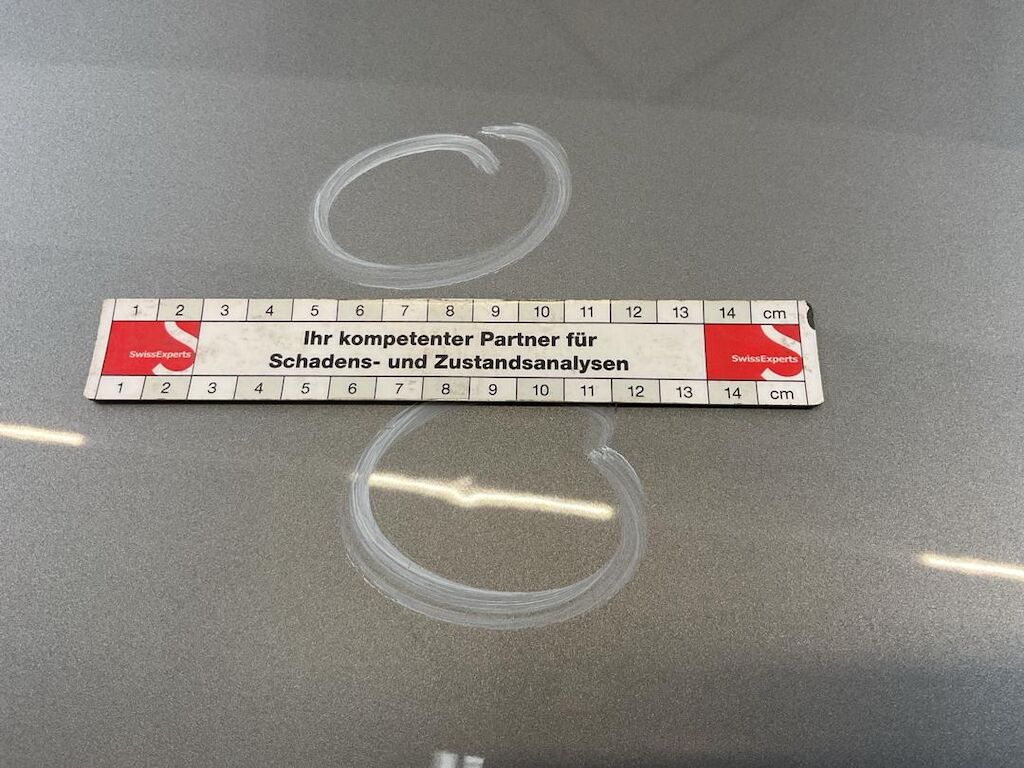 1 2 3 4 5 6 7 8 9 10 11 12 13 14 cm
SwissExperts
Ihr kompetenter Partner für
Schadens- und Zustandsanalysen
SwissExperts
1 2 3 4 5 6 7 8 9 10 11 12 13 14 cm